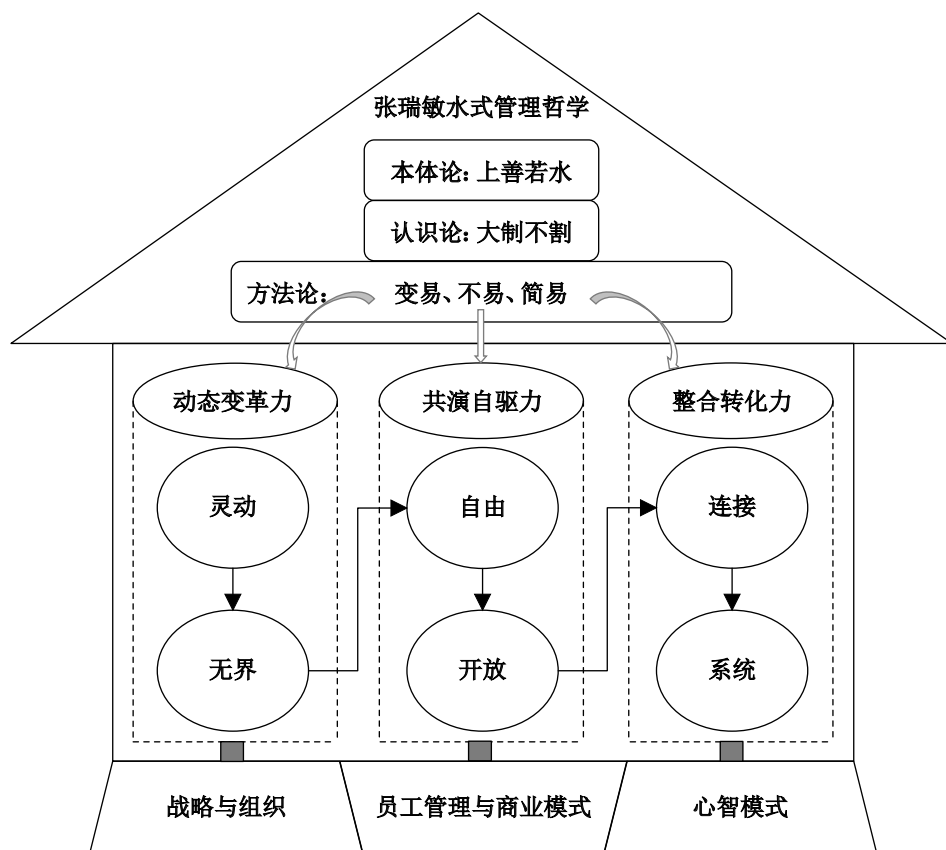 张瑞敏水式管理哲学
本体论：上善若水
认识论：大制不割
方法论： 变易、不易、简易
动态变革力 共演自驱力 整合转化力
灵动 自由 连接
无界 开放 系统
战略与组织 员工管理与商业模式 心智模式